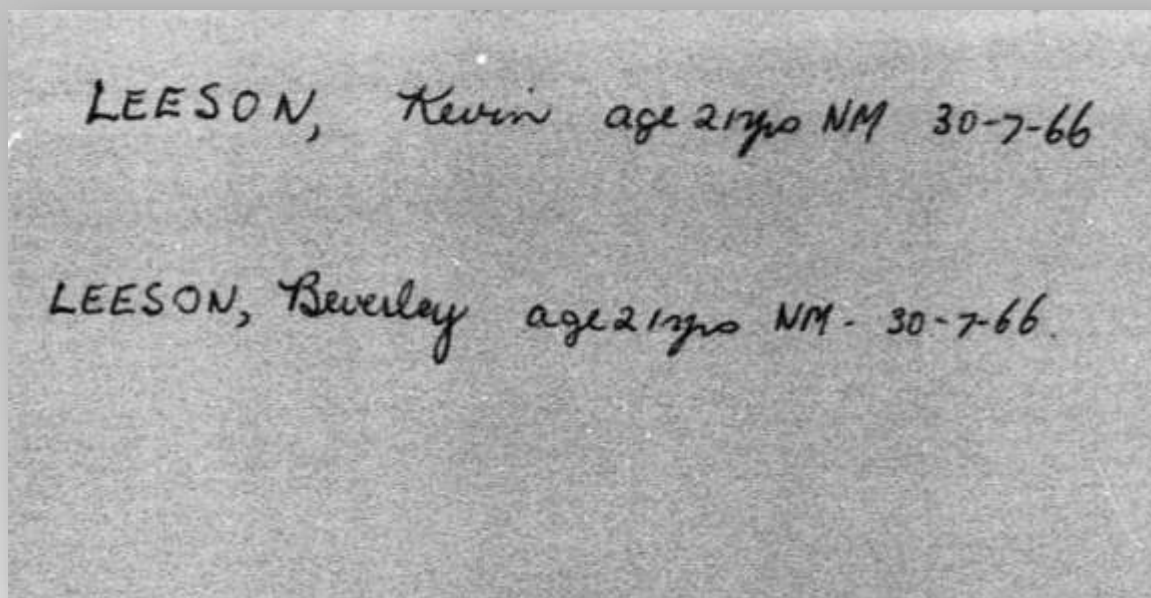 LEESON, Kevin age 21yrs NM 30-7-66
LEESON, Beverley age 21yrs NM - 30-7-66.